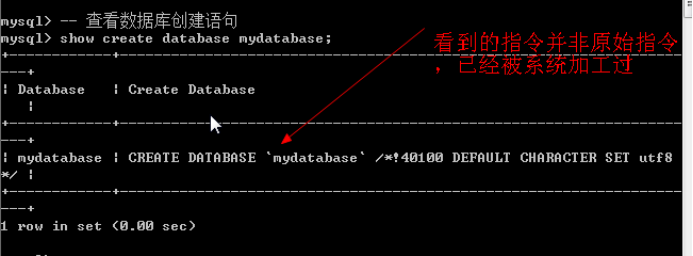 mysql> -- 查看数据库创建语句
mysql> show create database mydatabase;
看到的指令并非原始指令
，已经被系统加工过
+-----------+------------------------------------------------------------
---+
| Database  | Create Database
   |
+-----------+------------------------------------------------------------
---+
| mydatabase | CREATE DATABASE `mydatabase` /*!40100 DEFAULT CHARACTER SET utf8
*/ |
+-----------+------------------------------------------------------------
---+
1 row in set (0.00 sec)